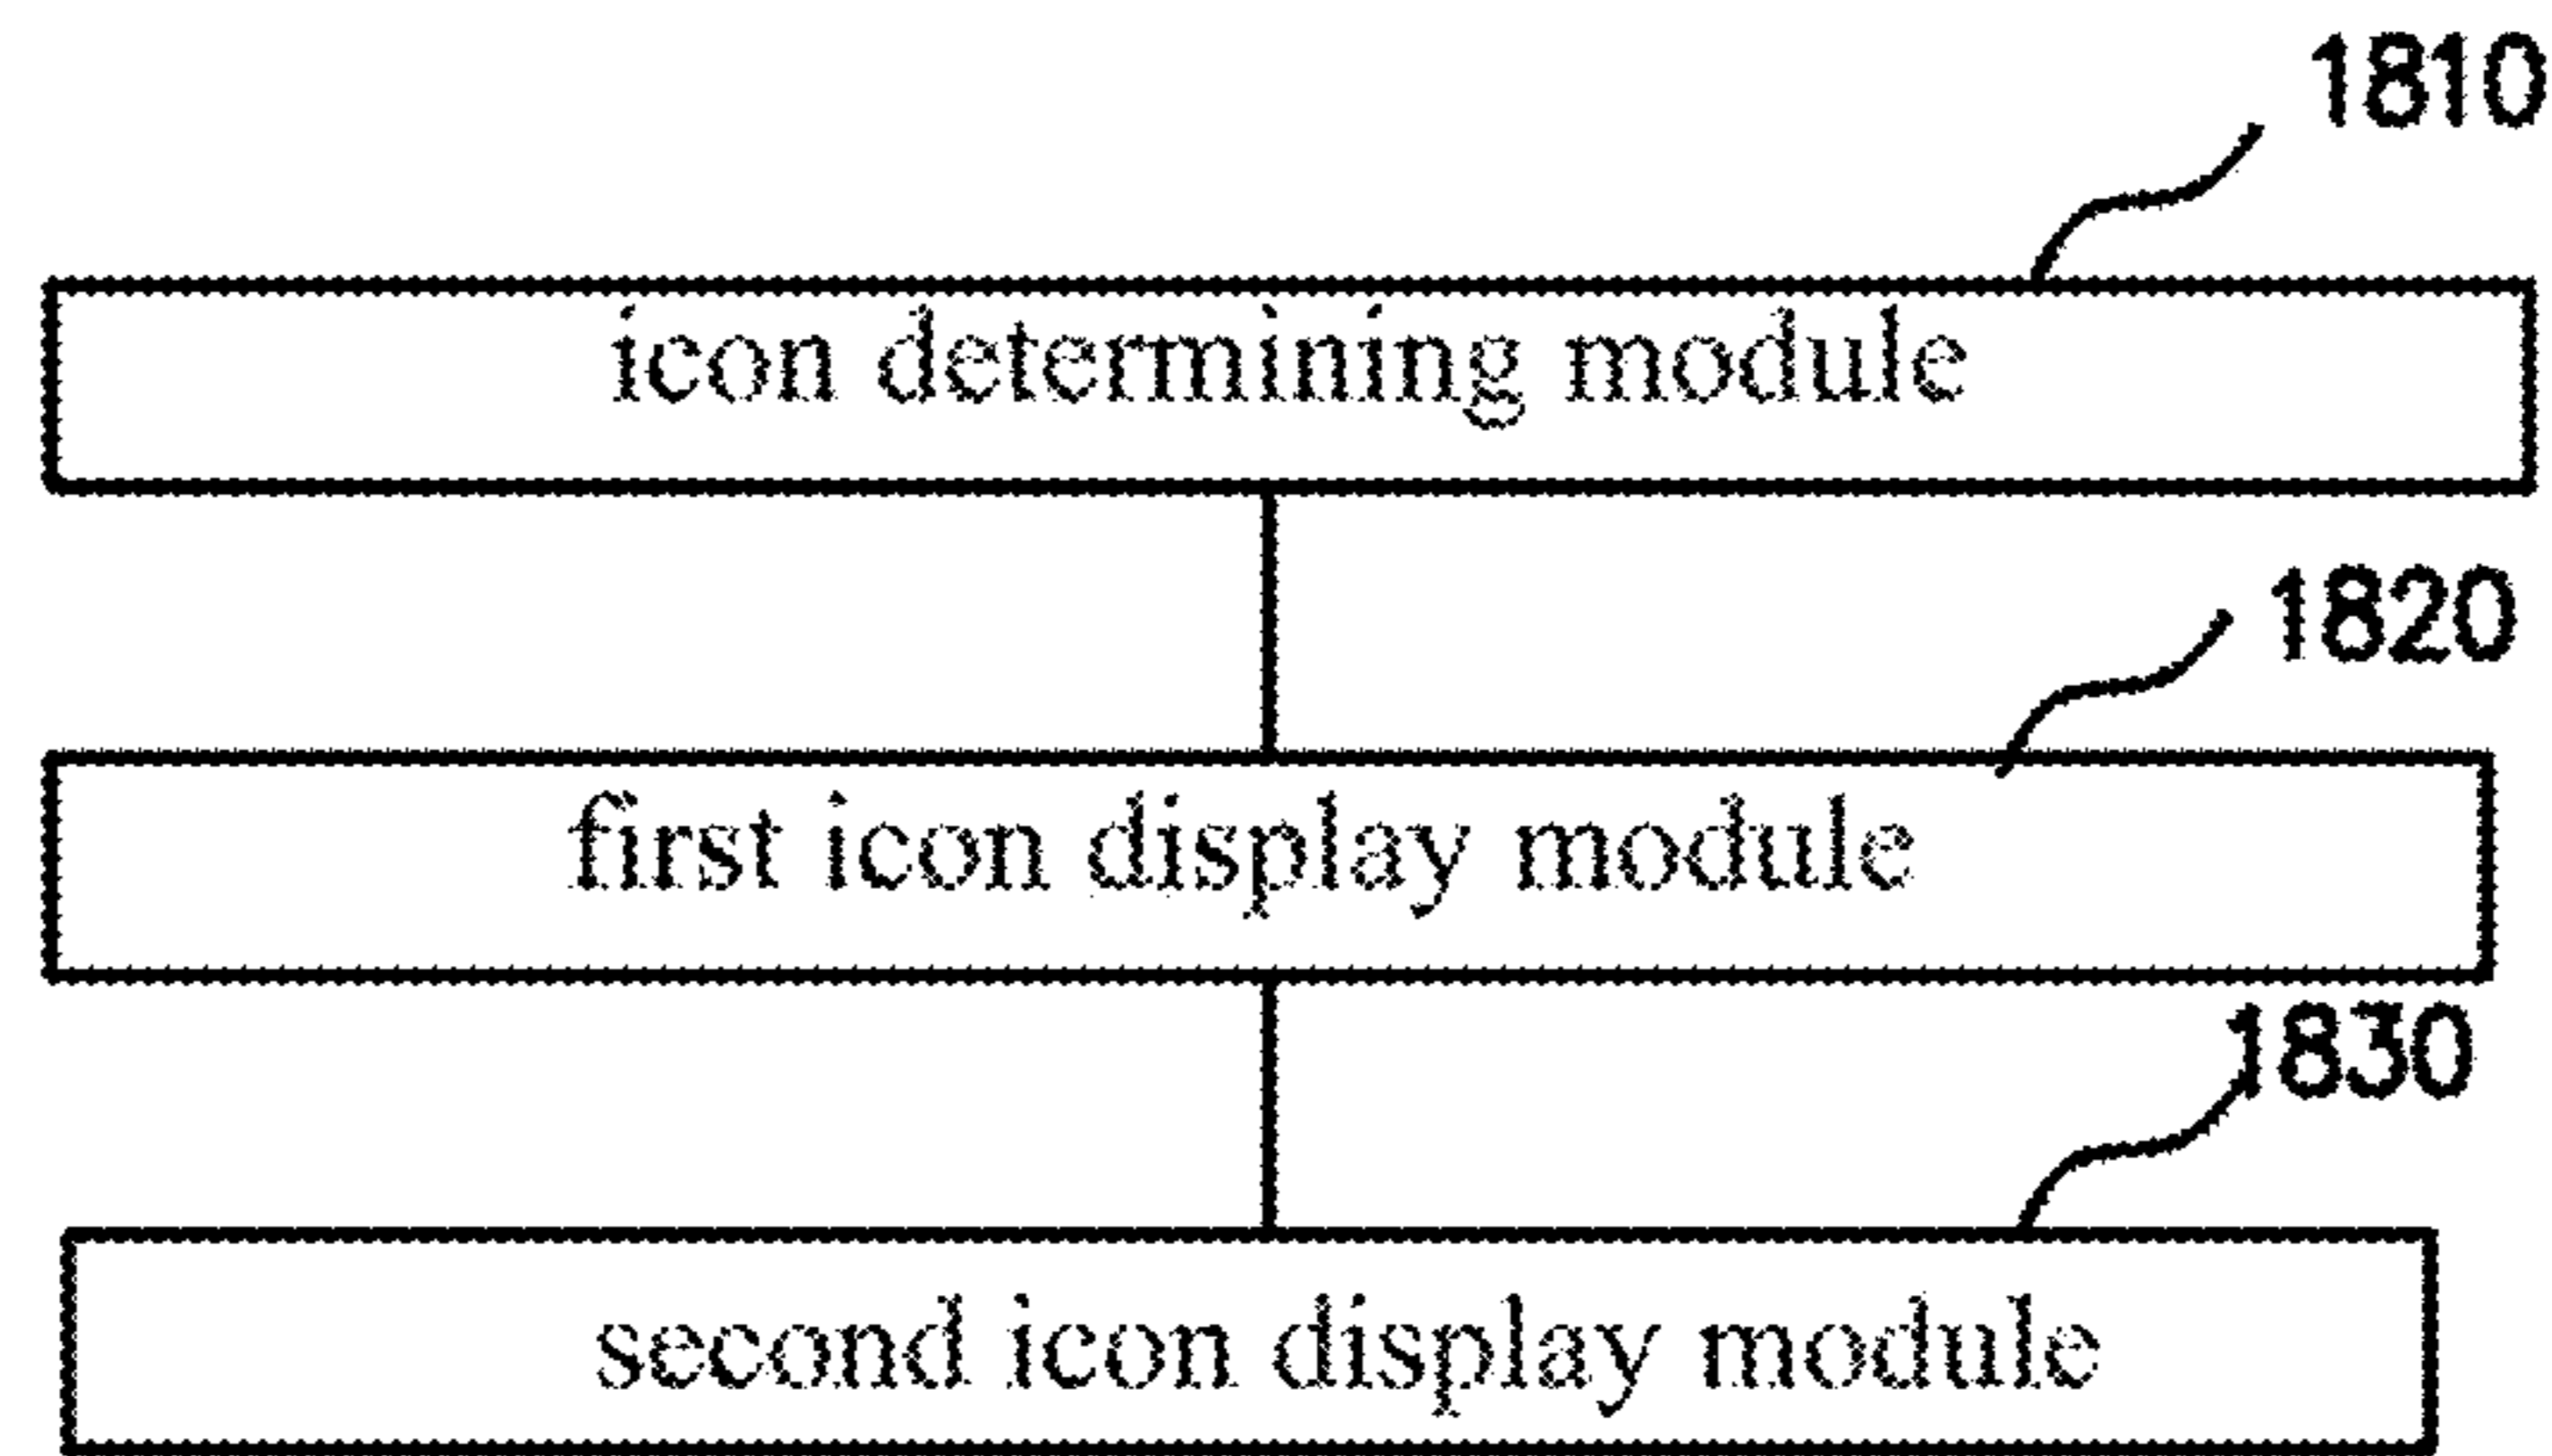 1810
icon determining module
1820
first icon display module
1830
second icon display module